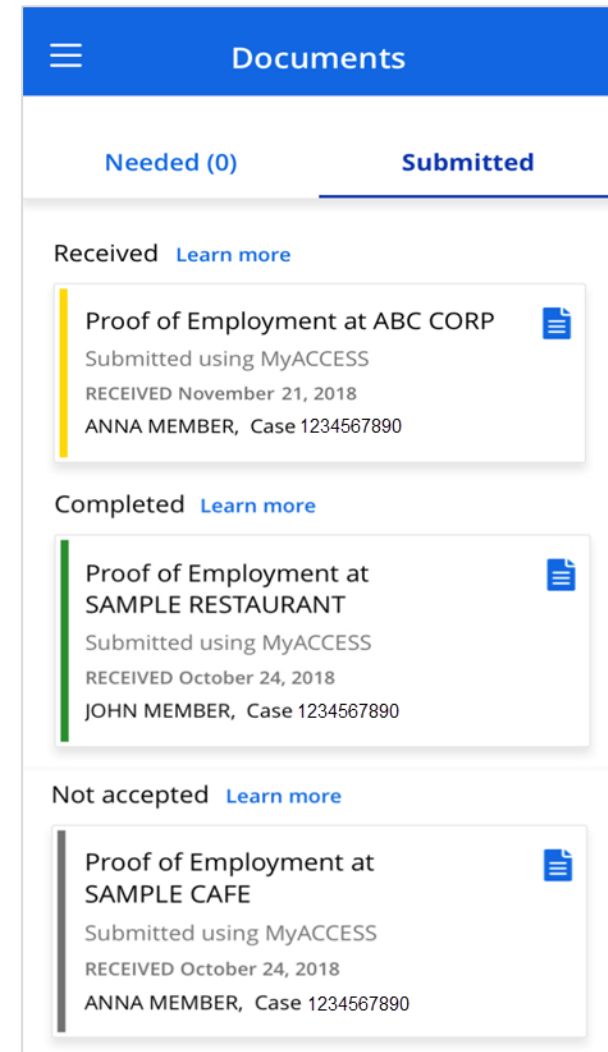 Documents
Needed (0) Submitted
Received Learn more
Proof of Employment at ABC CORP
Submitted using MyACCESS
RECEIVED November 21, 2018
ANNA MEMBER, Case 1234567890
Completed Learn more
Proof of Employment at
SAMPLE RESTAURANT
Submitted using MyACCESS
RECEIVED October 24, 2018
JOHN MEMBER, Case 1234567890
Not accepted Learn more
Proof of Employment at
SAMPLE CAFE
Submitted using MyACCESS
RECEIVED October 24, 2018
ANNA MEMBER, Case 1234567890